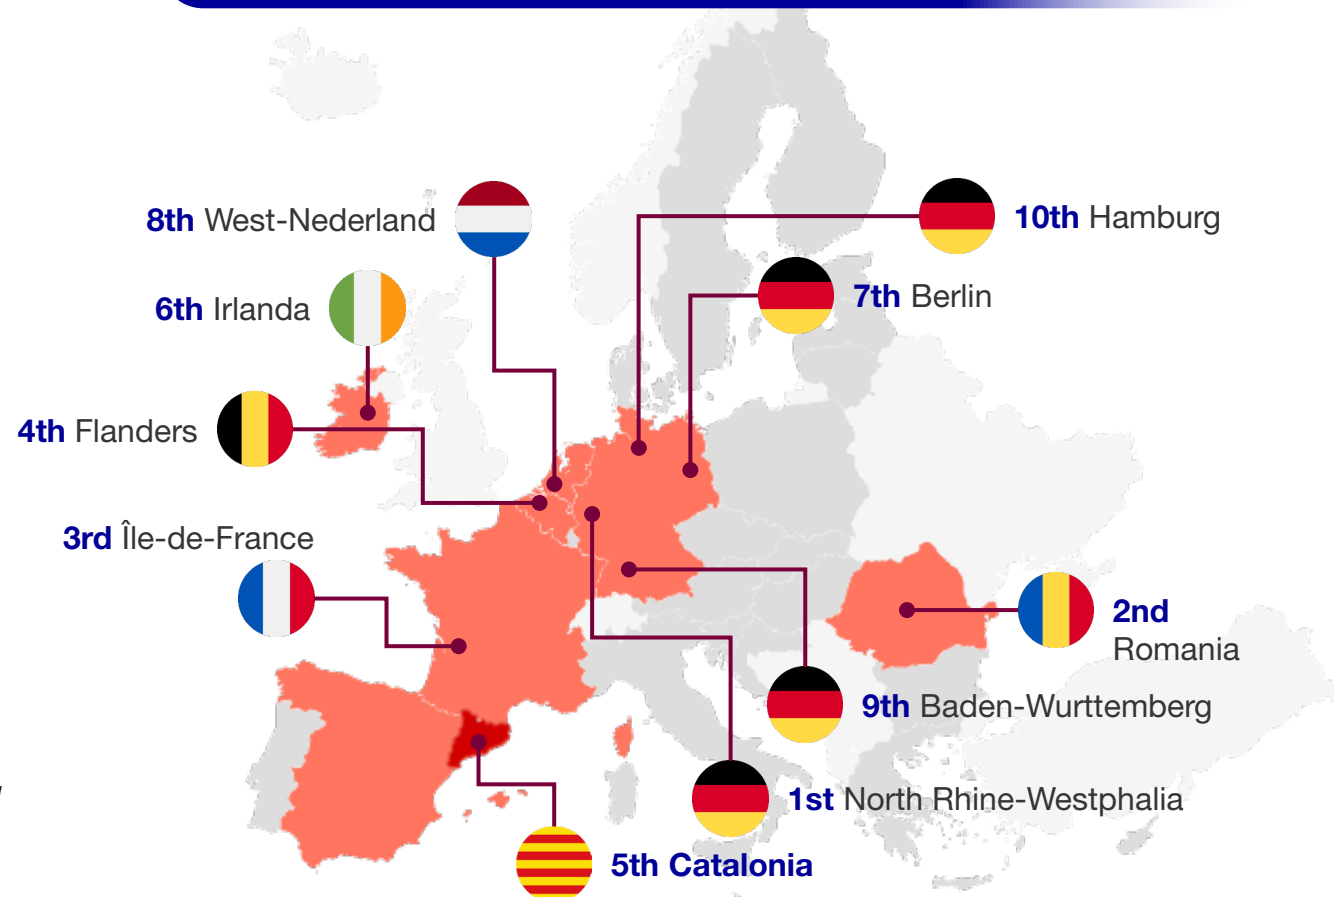 8th West-Nederland
10th Hamburg
7th Berlin
6th Irlanda
4th Flanders
3rd Île-de-France
2nd
Romania
9th Baden-Wurttemberg
1st North Rhine-Westphalia
5th Catalonia